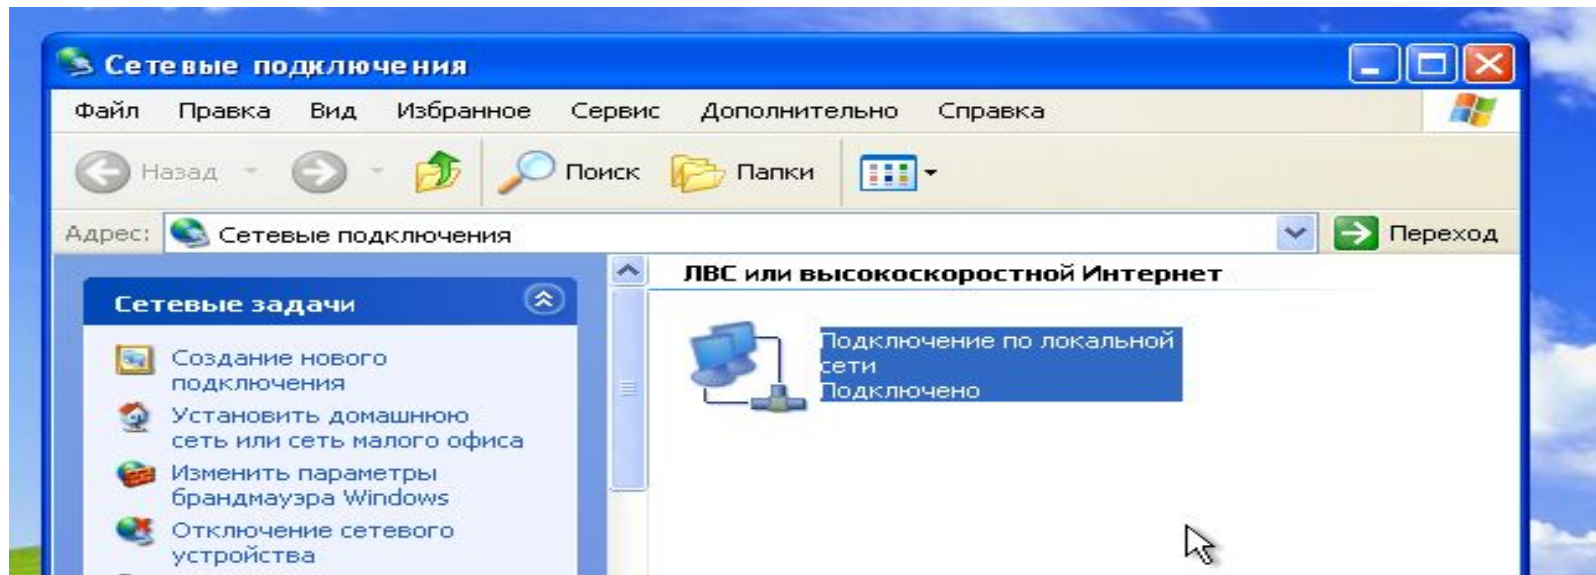 Сетевые подключения
Файл Правка Вид Избранное Сервис Дополнительно Справка
Назад Поиск Папки
Адрес: Сетевые подключения Переход
Сетевые задачи
Создание нового
подключения
Установить домашнюю
сеть или сеть малого офиса
Изменить параметры
брандмауэра Windows
Отключение сетевого
устройства
ЛВС или высокоскоростной Интернет
Подключение по локальной
сети
Подключено